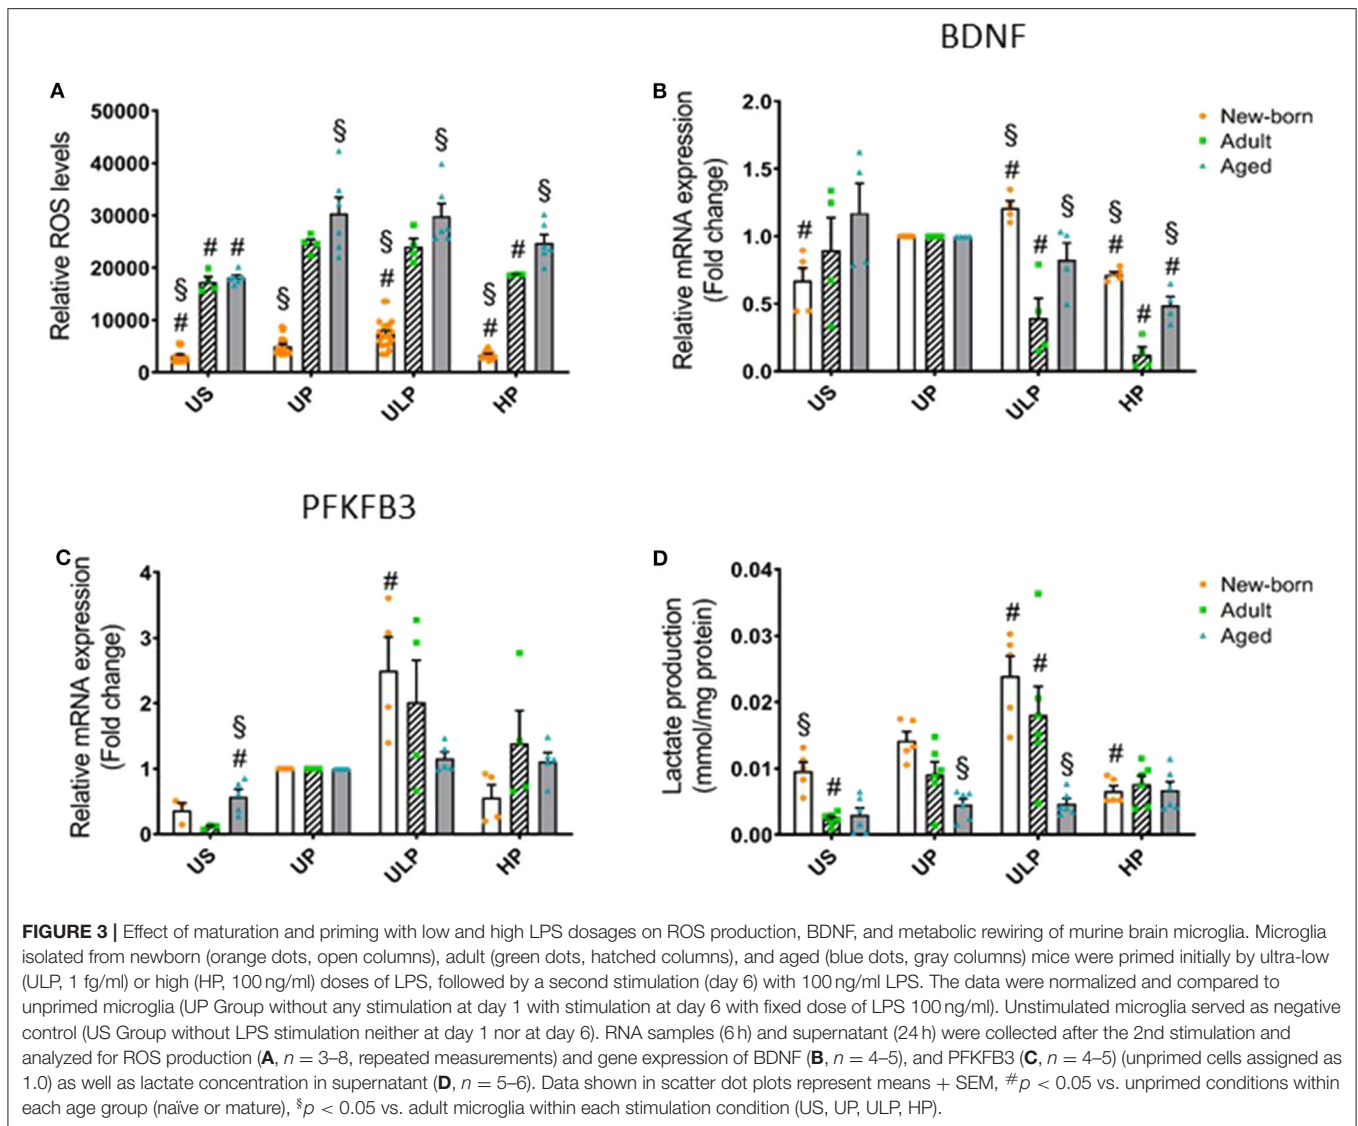 BDNF
A
B
50000
40000
30000
20000
10000
0
Relative ROS levels
§
#
#
#
§
§
§
#
§
§
#
#
§
US
UP
ULP
HP
2.0
1.5
1.0
0.5
0.0
Relative mRNA expression
(Fold change)
#
§
#
#
§
§
#
#
§
#
US
UP
ULP
HP
New-born
Adult
Aged
PFKFB3
C
D
4
3
2
1
0
Relative mRNA expression
(Fold change)
§
#
#
US
UP
ULP
HP
0.04
0.03
0.02
0.01
0.00
Lactate production
(mmol/mg protein)
§
#
§
#
#
§
#
US
UP
ULP
HP
New-born
Adult
Aged
FIGURE 3 | Effect of maturation and priming with low and high LPS dosages on ROS production, BDNF, and metabolic rewiring of murine brain microglia. Microglia
isolated from newborn (orange dots, open columns), adult (green dots, hatched columns), and aged (blue dots, gray columns) mice were primed initially by ultra-low
(ULP, 1 fg/ml) or high (HP, 100 ng/ml) doses of LPS, followed by a second stimulation (day 6) with 100 ng/ml LPS. The data were normalized and compared to
unprimed microglia (UP Group without any stimulation at day 1 with stimulation at day 6 with fixed dose of LPS 100 ng/ml). Unstimulated microglia served as negative
control (US Group without LPS stimulation neither at day 1 nor at day 6). RNA samples (6 h) and supernatant (24 h) were collected after the 2nd stimulation and
analyzed for ROS production (A, n = 3–8, repeated measurements) and gene expression of BDNF (B, n = 4–5), and PFKFB3 (C, n = 4–5) (unprimed cells assigned as
1.0) as well as lactate concentration in supernatant (D, n = 5–6). Data shown in scatter dot plots represent means + SEM, #p < 0.05 vs. unprimed conditions within
each age group (naïve or mature), §p < 0.05 vs. adult microglia within each stimulation condition (US, UP, ULP, HP).